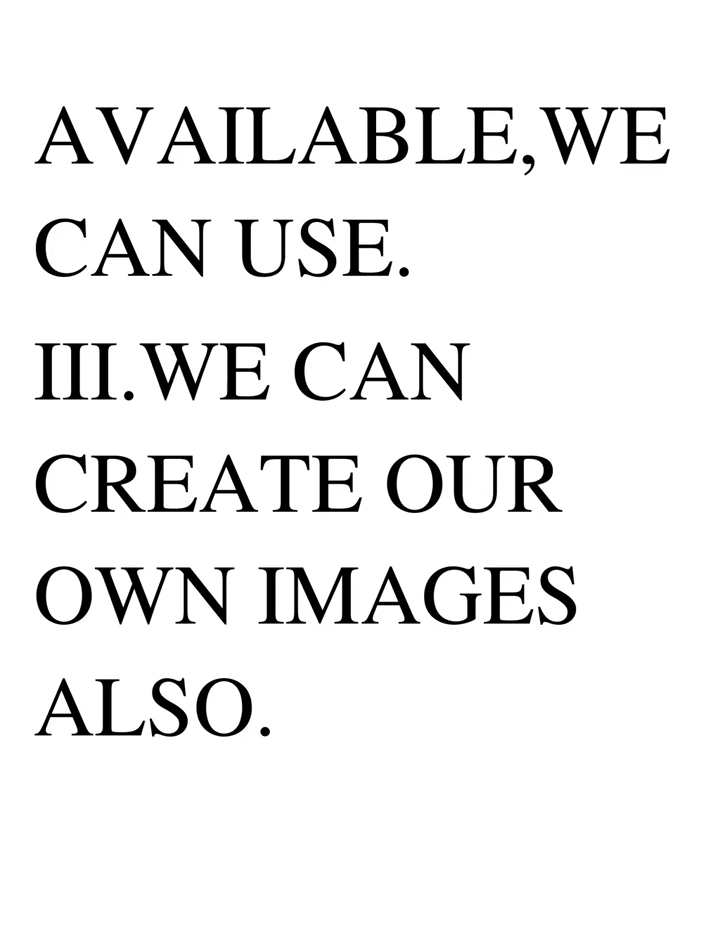 AVAILABLE,WE
CAN USE.
III.WE CAN
CREATE OUR
OWN IMAGES
ALSO.